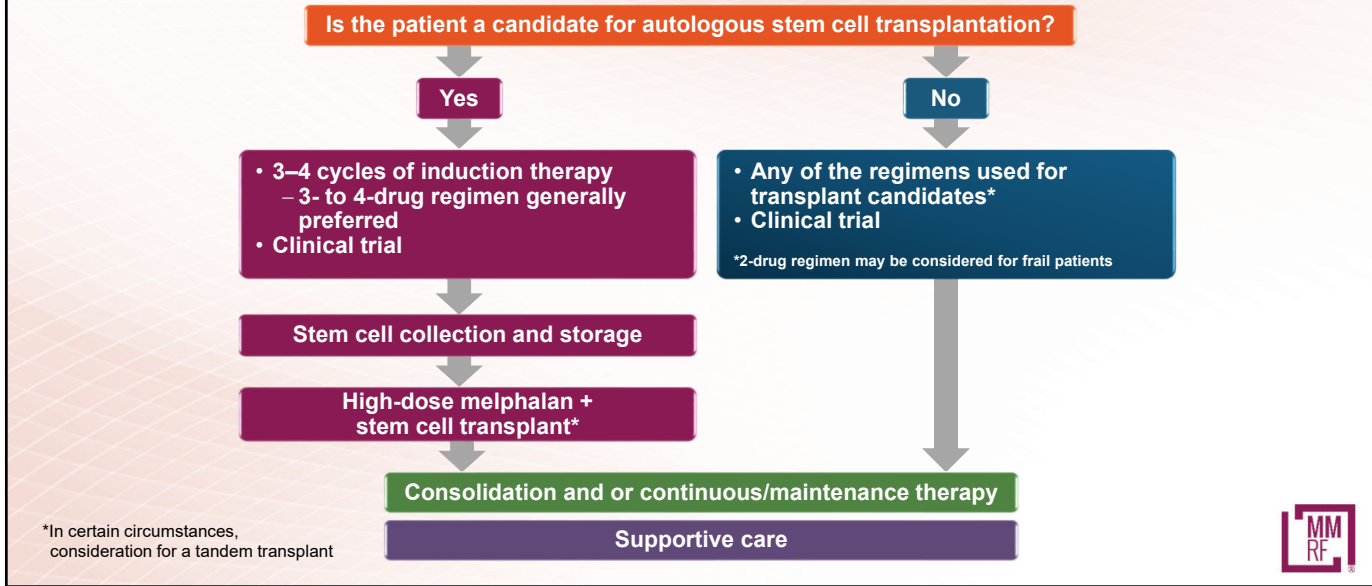 Is the patient a candidate for autologous stem cell transplantation?
Yes
No
• 3–4 cycles of induction therapy
– 3- to 4-drug regimen generally
preferred
• Clinical trial
• Any of the regimens used for
transplant candidates*
• Clinical trial
*2-drug regimen may be considered for frail patients
Stem cell collection and storage
High-dose melphalan +
stem cell transplant*
Consolidation and or continuous/maintenance therapy
Supportive care
*In certain circumstances,
consideration for a tandem transplant
MM
RF
®